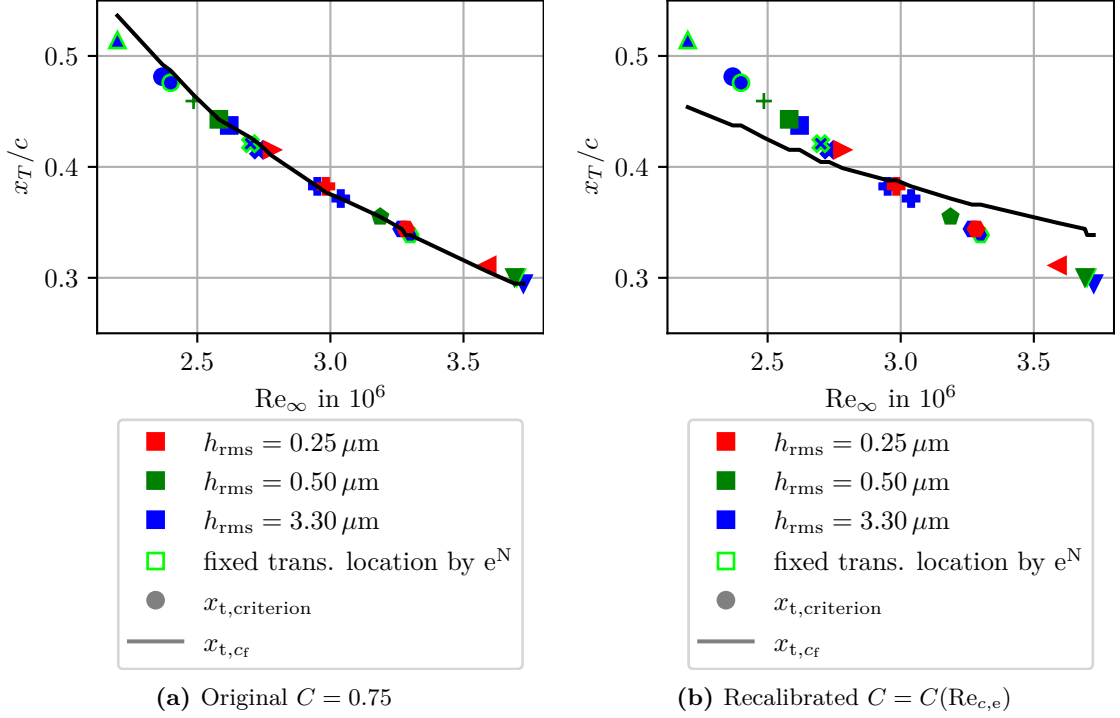 0.5
0.4
0.3
x_T/c
2.5 3.0 3.5
Re_∞ in 10^6
h_rms = 0.25 μm
h_rms = 0.50 μm
h_rms = 3.30 μm
fixed trans. location by e^N
x_t,criterion
x_t,c_f
(a) Original C = 0.75
0.5
0.4
0.3
x_T/c
2.5 3.0 3.5
Re_∞ in 10^6
h_rms = 0.25 μm
h_rms = 0.50 μm
h_rms = 3.30 μm
fixed trans. location by e^N
x_t,criterion
x_t,c_f
(b) Recalibrated C = C(Re_c,e)